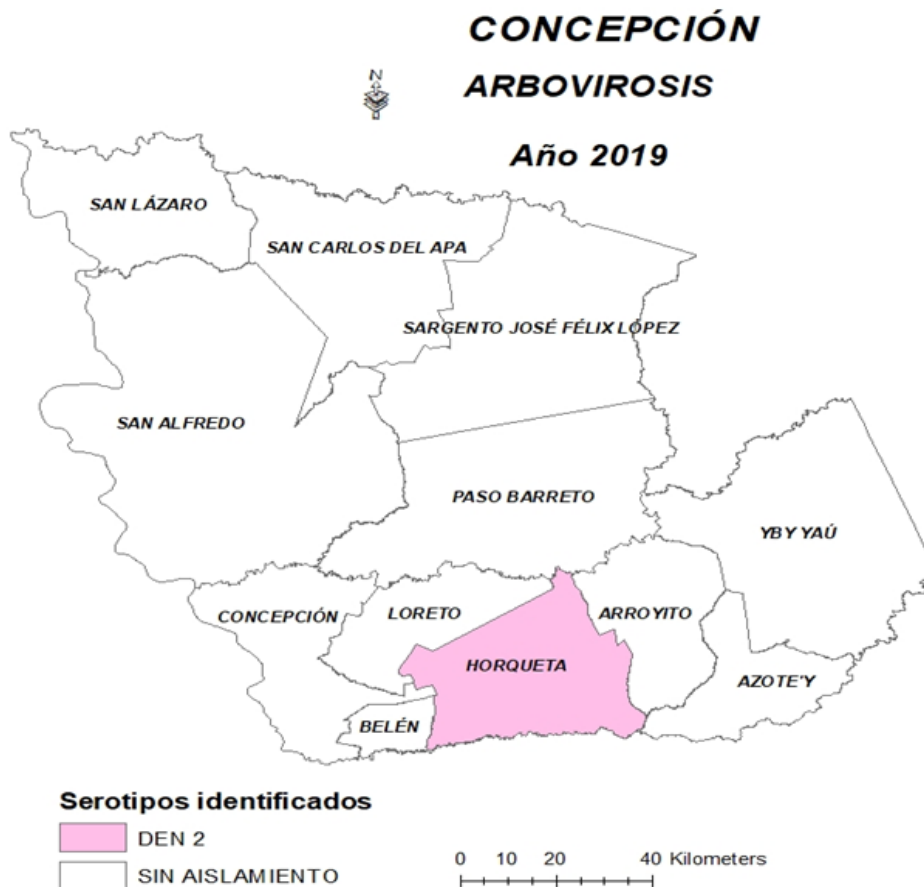 CONCEPCIÓN
ARBOVIROSIS
Año 2019
N
SAN LÁZARO
SAN CARLOS DEL APA
SARGENTO JOSÉ FÉLIX LÓPEZ
SAN ALFREDO
PASO BARRETO
YBY YAÚ
CONCEPCIÓN
LORETO
ARROYITO
HORQUETA
AZOTE'Y
BELÉN
Serotipos identificados
DEN 2
SIN AISLAMIENTO
0 10 20 40 Kilometers